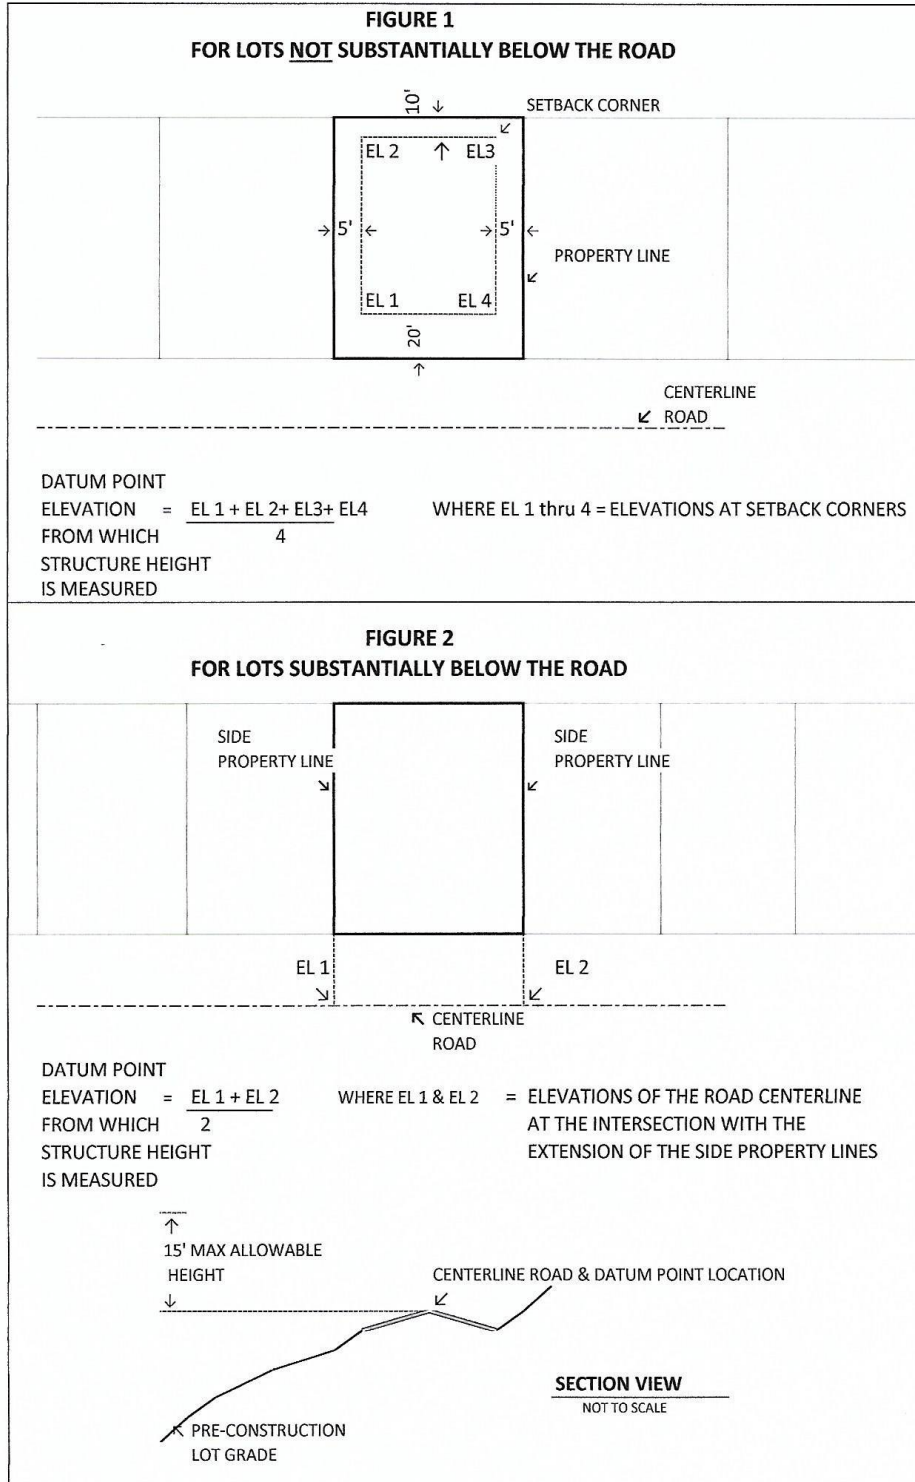 FIGURE 1
FOR LOTS NOT SUBSTANTIALLY BELOW THE ROAD
10'
SETBACK CORNER
EL 2
EL3
5'
5'
PROPERTY LINE
EL 1
EL 4
20'
CENTERLINE
ROAD
DATUM POINT
ELEVATION = EL 1 + EL 2+ EL3+ EL4 WHERE EL 1 thru 4 = ELEVATIONS AT SETBACK CORNERS
FROM WHICH 4
STRUCTURE HEIGHT
IS MEASURED
FIGURE 2
FOR LOTS SUBSTANTIALLY BELOW THE ROAD
SIDE
PROPERTY LINE
SIDE
PROPERTY LINE
EL 1
EL 2
CENTERLINE
ROAD
DATUM POINT
ELEVATION = EL 1 + EL 2 WHERE EL 1 & EL 2 = ELEVATIONS OF THE ROAD CENTERLINE
FROM WHICH 2 AT THE INTERSECTION WITH THE
STRUCTURE HEIGHT EXTENSION OF THE SIDE PROPERTY LINES
IS MEASURED
15' MAX ALLOWABLE
HEIGHT
CENTERLINE ROAD & DATUM POINT LOCATION
SECTION VIEW
NOT TO SCALE
PRE-CONSTRUCTION
LOT GRADE